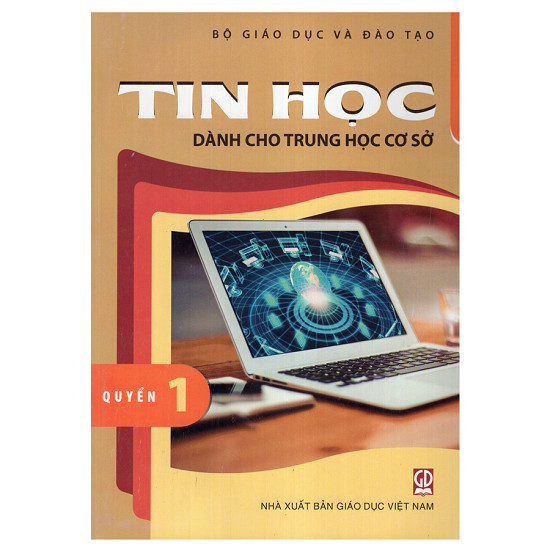 BỘ GIÁO DỤC VÀ ĐÀO TẠO
TIN HỌC
DÀNH CHO TRUNG HỌC CƠ SỞ
QUYỂN 1
GD
NHÀ XUẤT BẢN GIÁO DỤC VIỆT NAM